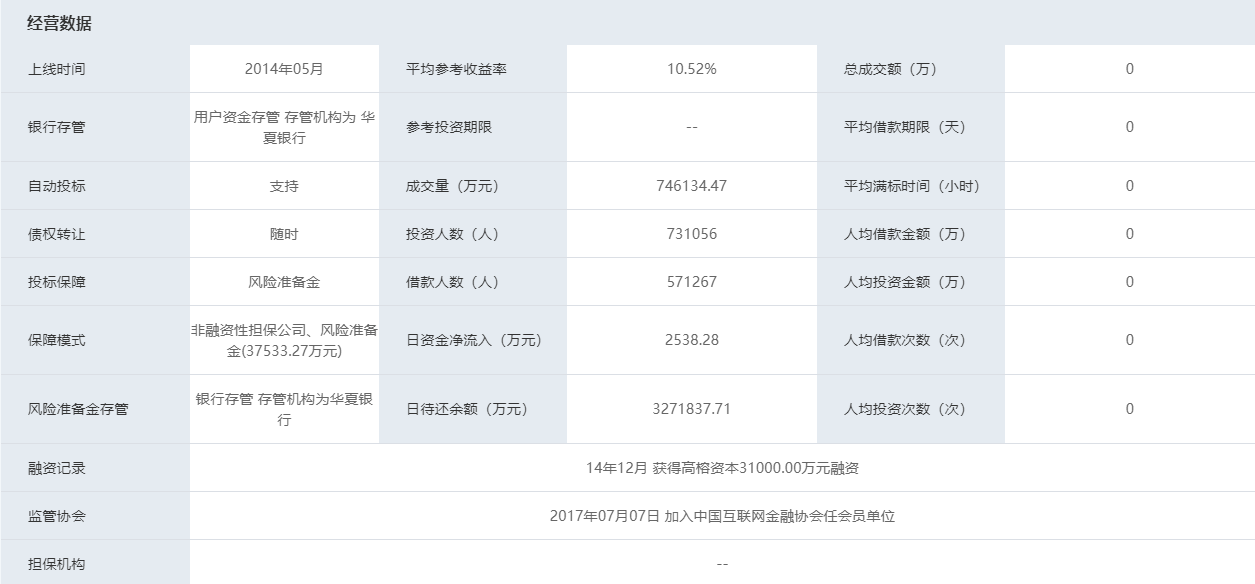 经营数据
上线时间 2014年05月 平均参考收益率 10.52% 总成交额（万） 0
用户资金存管 存管机构为 华
银行存管 参考投资期限 -- 平均借款期限（天） 0
夏银行
自动投标 支持 成交量（万元） 746134.47 平均满标时间（小时） 0
债权转让 随时 投资人数（人） 731056 人均借款金额（万） 0
投标保障 风险准备金 借款人数（人） 571267 人均投资金额（万） 0
非融资性担保公司、风险准备
保障模式 日资金净流入（万元） 2538.28 人均借款次数（次） 0
金(37533.27万元)
银行存管 存管机构为华夏银
风险准备金存管 日待还余额（万元） 3271837.71 人均投资次数（次） 0
行
融资记录 14年12月 获得高榕资本31000.00万元融资
监管协会 2017年07月07日 加入中国互联网金融协会任会员单位
担保机构 --